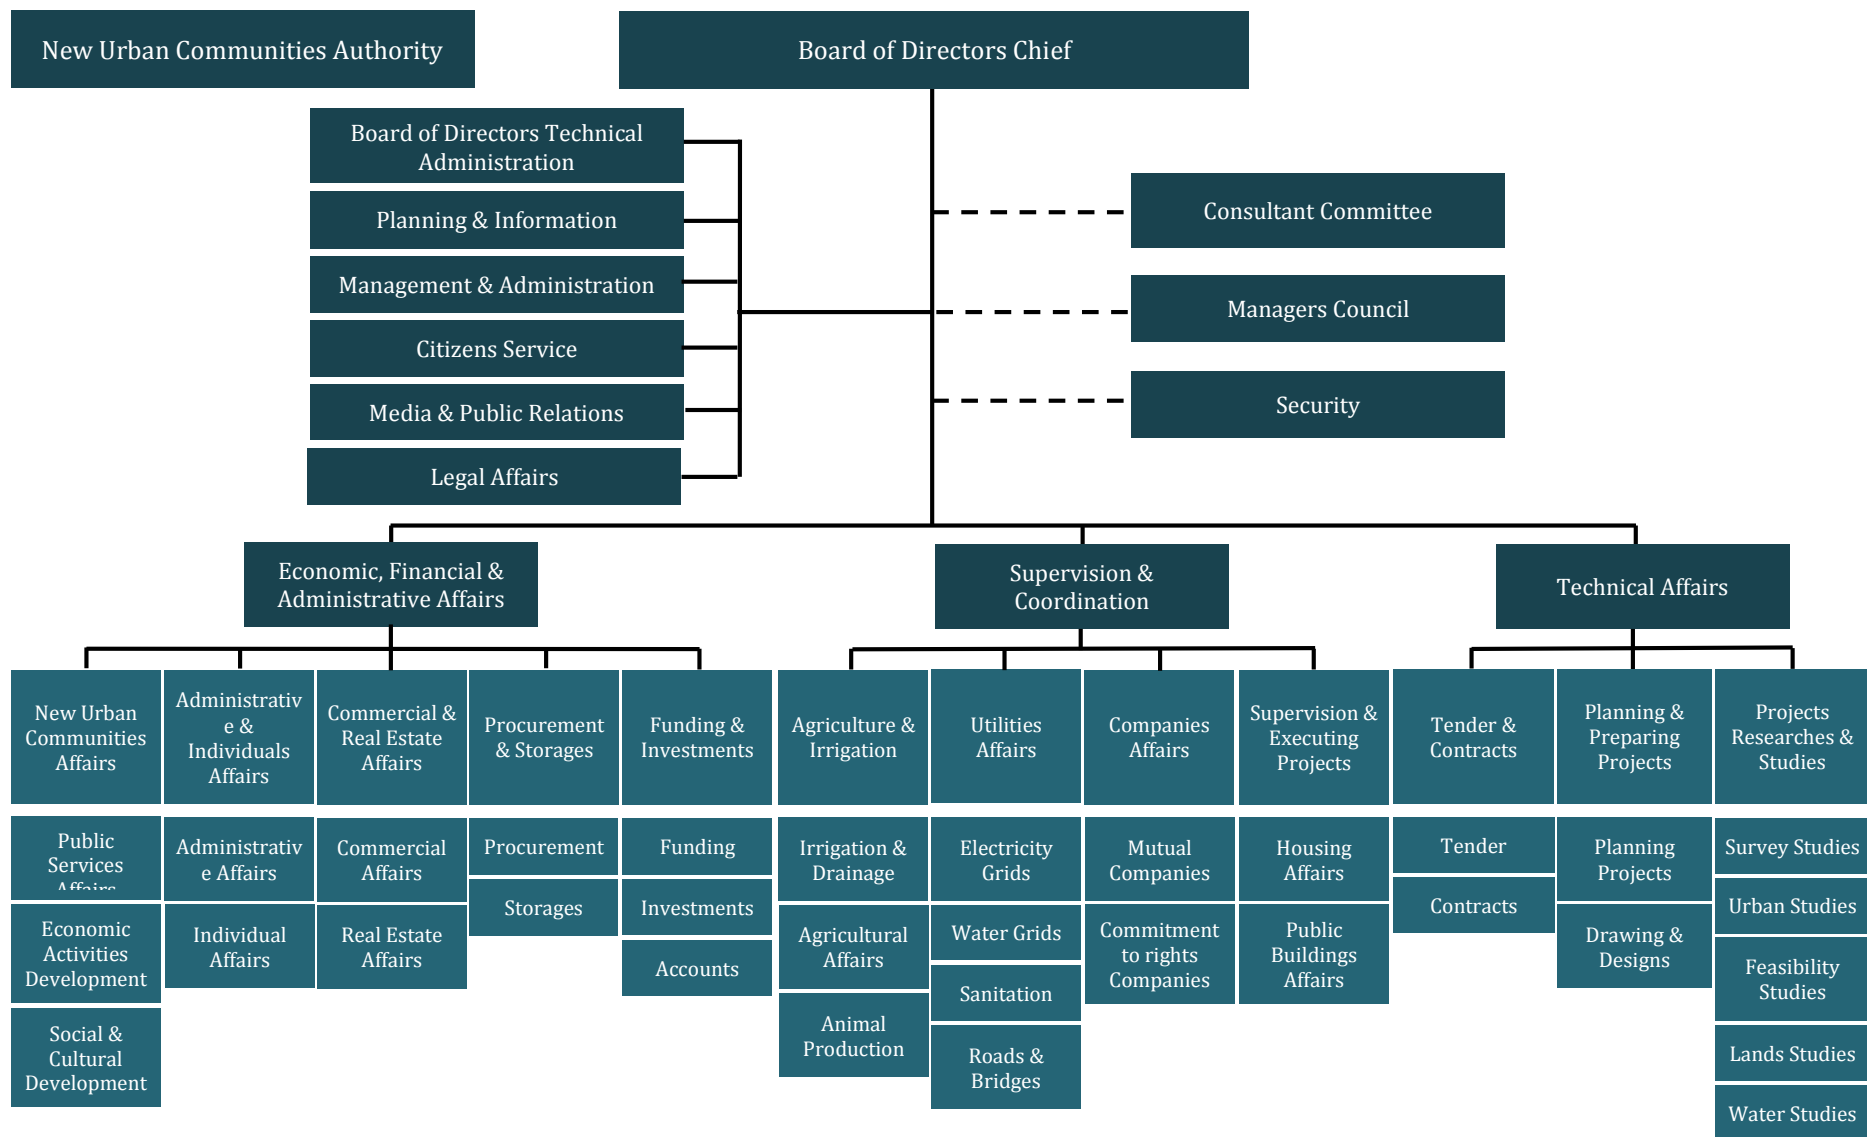 New Urban Communities Authority
Board of Directors Chief
Board of Directors Technical
Administration
Planning & Information
Management & Administration
Citizens Service
Media & Public Relations
Legal Affairs
Consultant Committee
Managers Council
Security
Economic, Financial &
Administrative Affairs
Supervision &
Coordination
Technical Affairs
New Urban
Communities
Affairs
Administrativ
e &
Individuals
Affairs
Commercial &
Real Estate
Affairs
Procurement
& Storages
Funding &
Investments
Agriculture &
Irrigation
Utilities
Affairs
Companies
Affairs
Supervision &
Executing
Projects
Tender &
Contracts
Planning &
Preparing
Projects
Projects
Researches &
Studies
Public
Services
Affairs
Economic
Activities
Development
Social &
Cultural
Development
Administrativ
e Affairs
Individual
Affairs
Commercial
Affairs
Real Estate
Affairs
Procurement
Storages
Funding
Investments
Accounts
Irrigation &
Drainage
Agricultural
Affairs
Animal
Production
Electricity
Grids
Water Grids
Sanitation
Roads &
Bridges
Mutual
Companies
Commitment
to rights
Companies
Housing
Affairs
Public
Buildings
Affairs
Tender
Contracts
Planning
Projects
Drawing &
Designs
Survey Studies
Urban Studies
Feasibility
Studies
Lands Studies
Water Studies